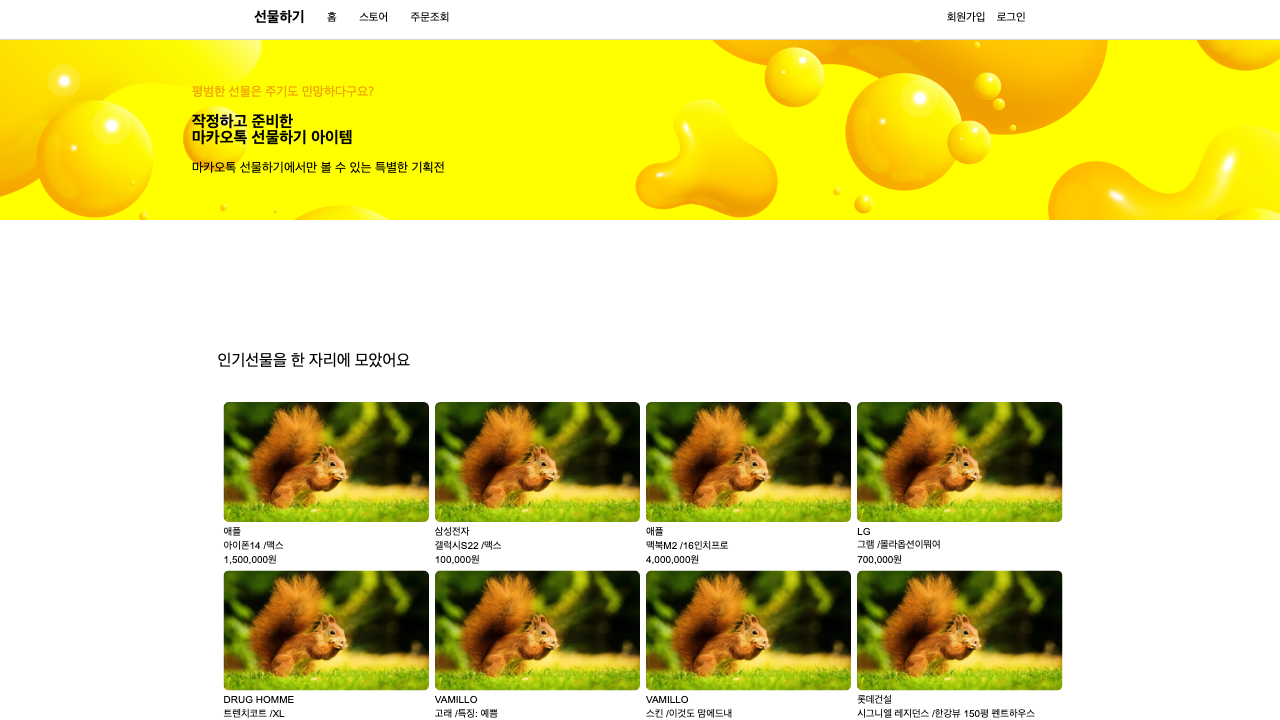 선물하기 홈 스토어 주문조회 회원가입 로그인
평범한 선물은 주기도 민망하다구요?
작정하고 준비한
마카오톡 선물하기 아이템
마카오톡 선물하기에서만 볼 수 있는 특별한 기획전
인기선물을 한 자리에 모았어요
애플
아이폰14 /맥스
1,500,000원
삼성전자
갤럭시S22 /맥스
100,000원
애플
맥북M2 /16인치프로
4,000,000원
LG
그램 /몰라옵션이뭐여
700,000원
DRUG HOMME
트렌치코트 /XL
VAMILLO
고래 /특징: 예쁨
VAMILLO
스킨 /이것도 맘에드내
롯데건설
시그니엘 레지던스 /한강뷰 150평 펜트하우스